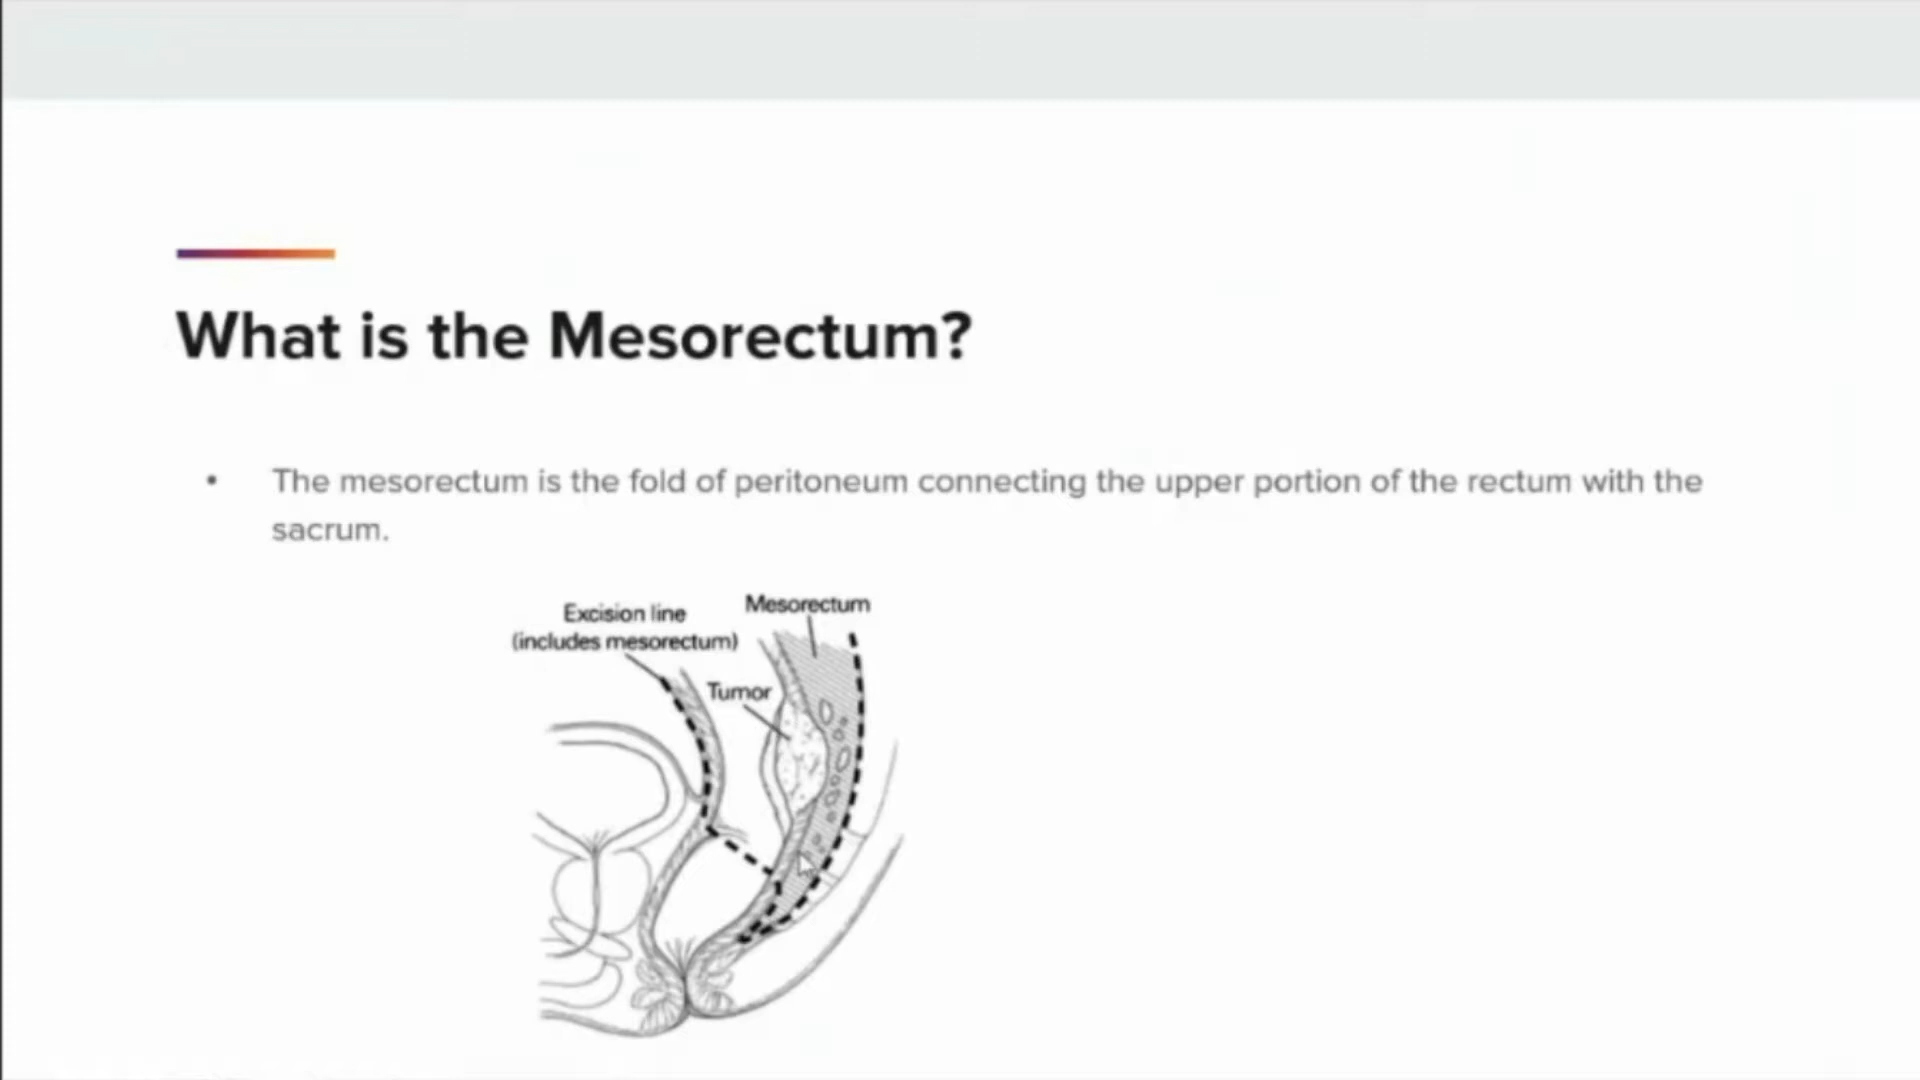 What is the Mesorectum?
• The mesorectum is the fold of peritoneum connecting the upper portion of the rectum with the
sacrum.
Excision line
(includes mesorectum)
Mesorectum
Tumor